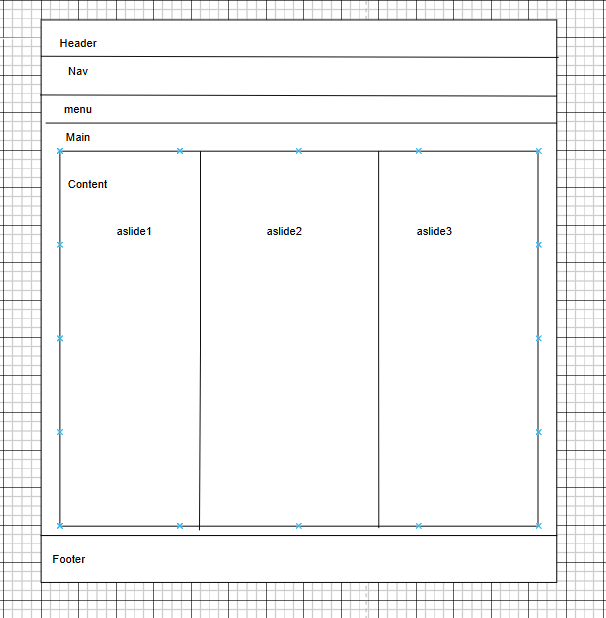 Header
Nav
menu
Main
Content
aslide1
aslide2
aslide3
Footer